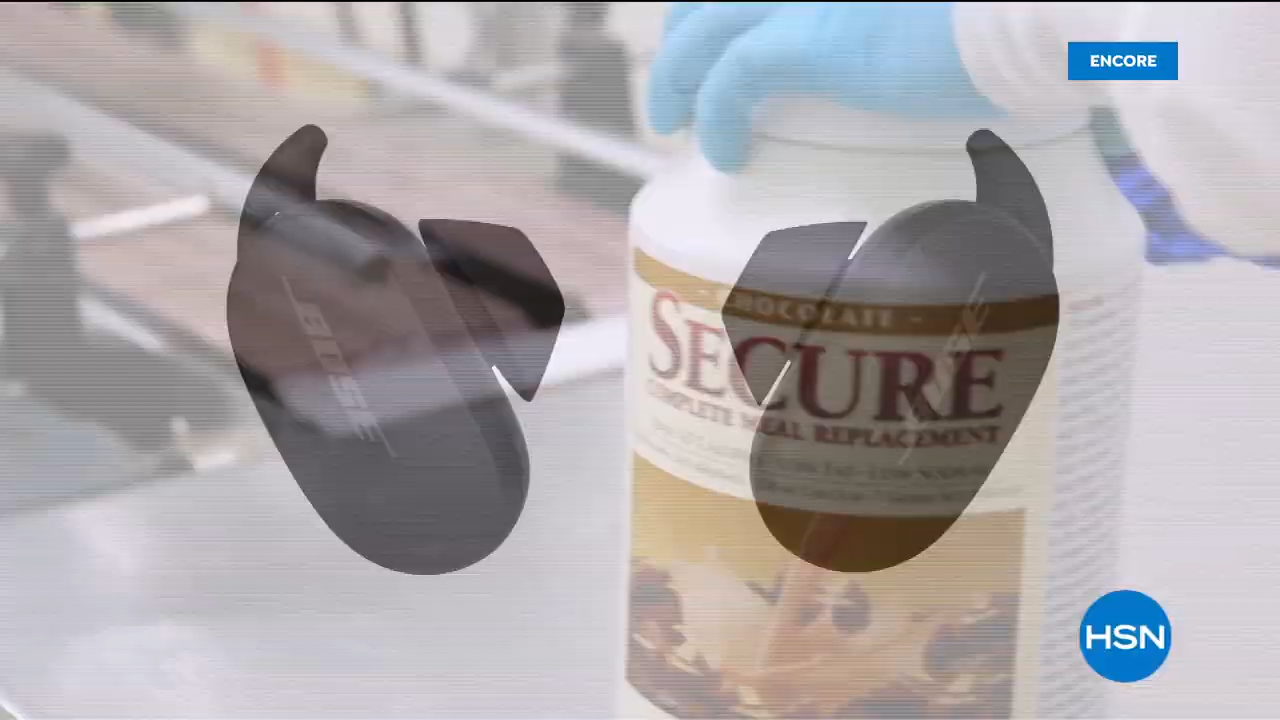 ENCORE
BOSE
CHOCOLATE
SECURE
COMPLETE MEAL REPLACEMENT
HSN